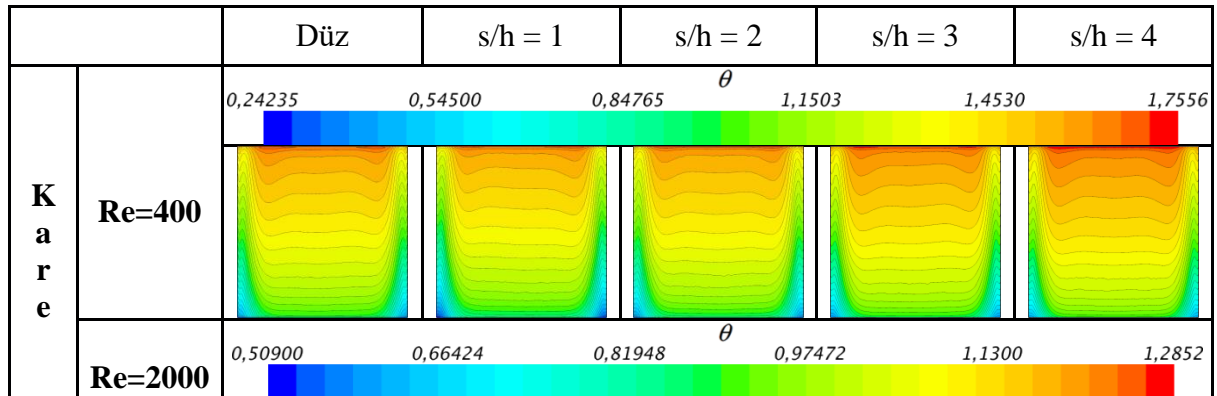 Düz s/h = 1 s/h = 2 s/h = 3 s/h = 4
θ
0,24235 0,54500 0,84765 1,1503 1,4530 1,7556
Kare
Re=400
θ
0,50900 0,66424 0,81948 0,97472 1,1300 1,2852
Re=2000